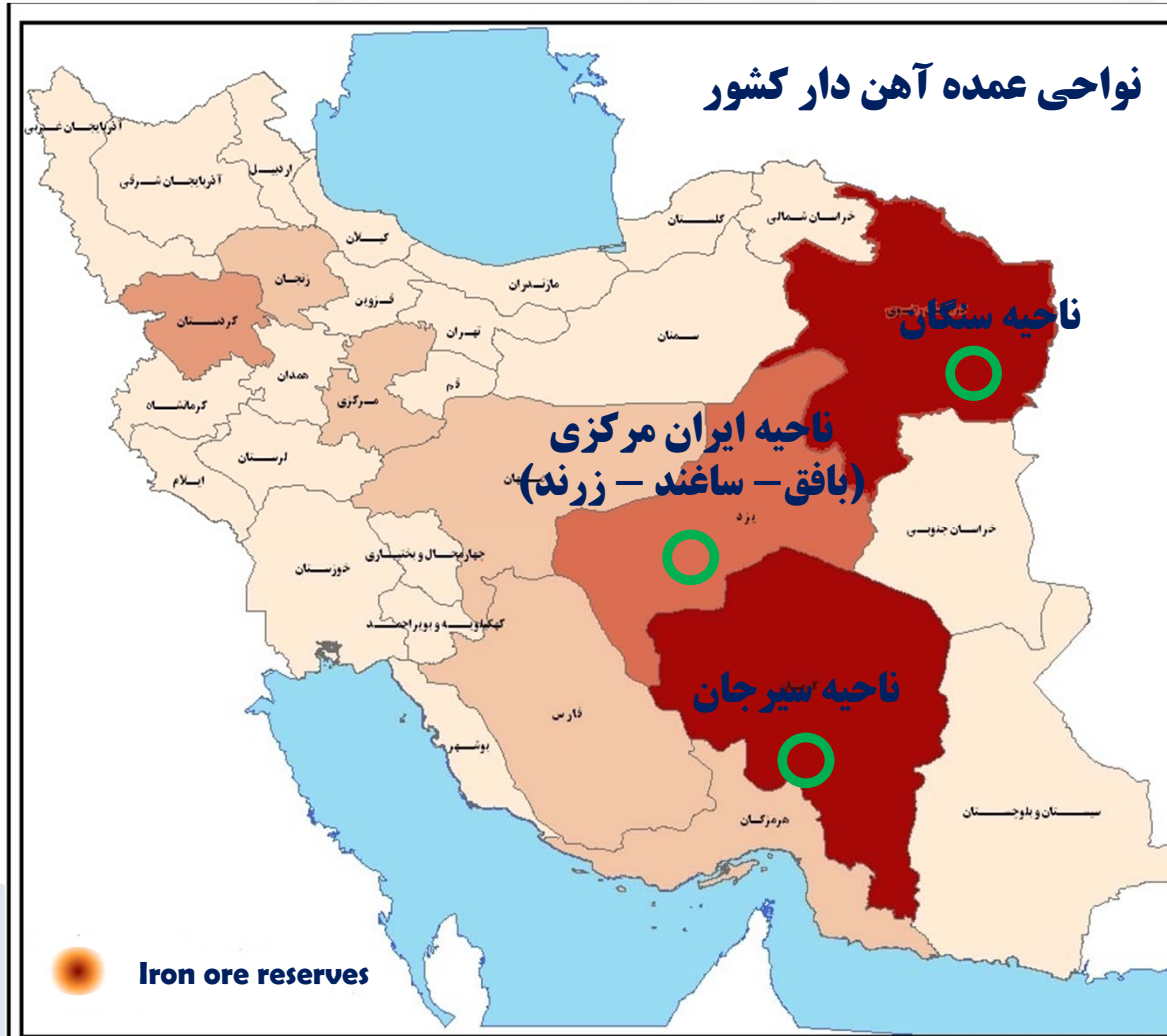 نواحی عمده آهن دار کشور
آذربایجان غربی
آذربایجان شرقی
اردبیل
گیلان
زنجان
قزوین
کردستان
همدان
کرمانشاه
مرکزی
لرستان
ایلام
خوزستان
تهران
قم
مازندران
گلستان
خراسان شمالی
سمنان
ناحیه سنگان
ناحیه ایران مرکزی
(بافق- ساغند - زرند)
یزد
خراسان جنوبی
چهارمحال و بختیاری
کهکیلویه و بویراحمد
ناحیه سیرجان
فارس
بوشهر
هرمزگان
سیستان و بلوچستان
Iron ore reserves